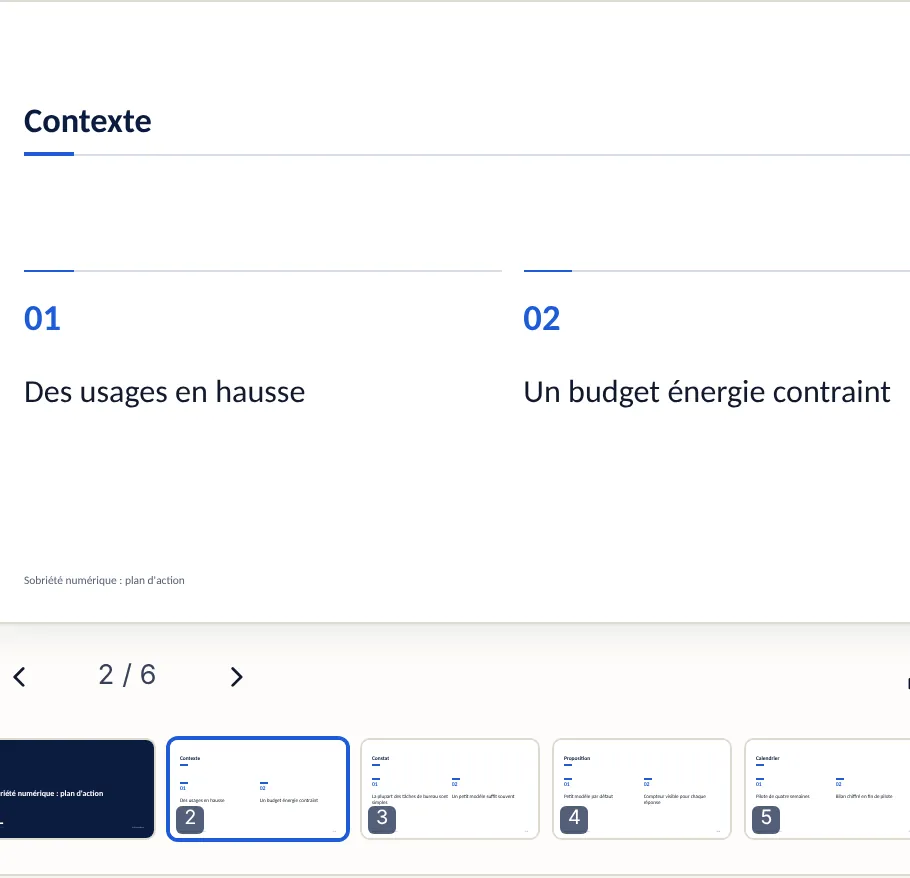 Contexte
01
Des usages en hausse
02
Un budget énergie contraint
Sobriété numérique : plan d'action
2 / 6
riété numérique : plan d'action
Contexte
01
Des usages en hausse
02
Un budget énergie contraint
2
Constat
01
La plupart des tâches de bureau sont
simples
02
Un petit modèle suffit souvent
3
Proposition
01
Petit modèle par défaut
02
Compteur visible pour chaque
réponse
4
Calendrier
01
Pilote de quatre semaines
02
Bilan chiffré en fin de pilote
5